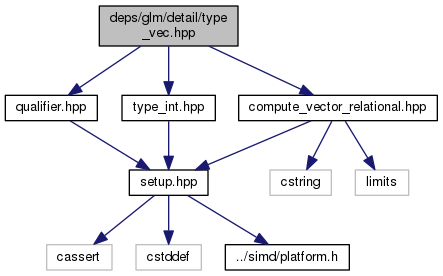 deps/glm/detail/type
_vec.hpp
qualifier.hpp
type_int.hpp
compute_vector_relational.hpp
setup.hpp
cstring
limits
cassert
cstddef
../simd/platform.h